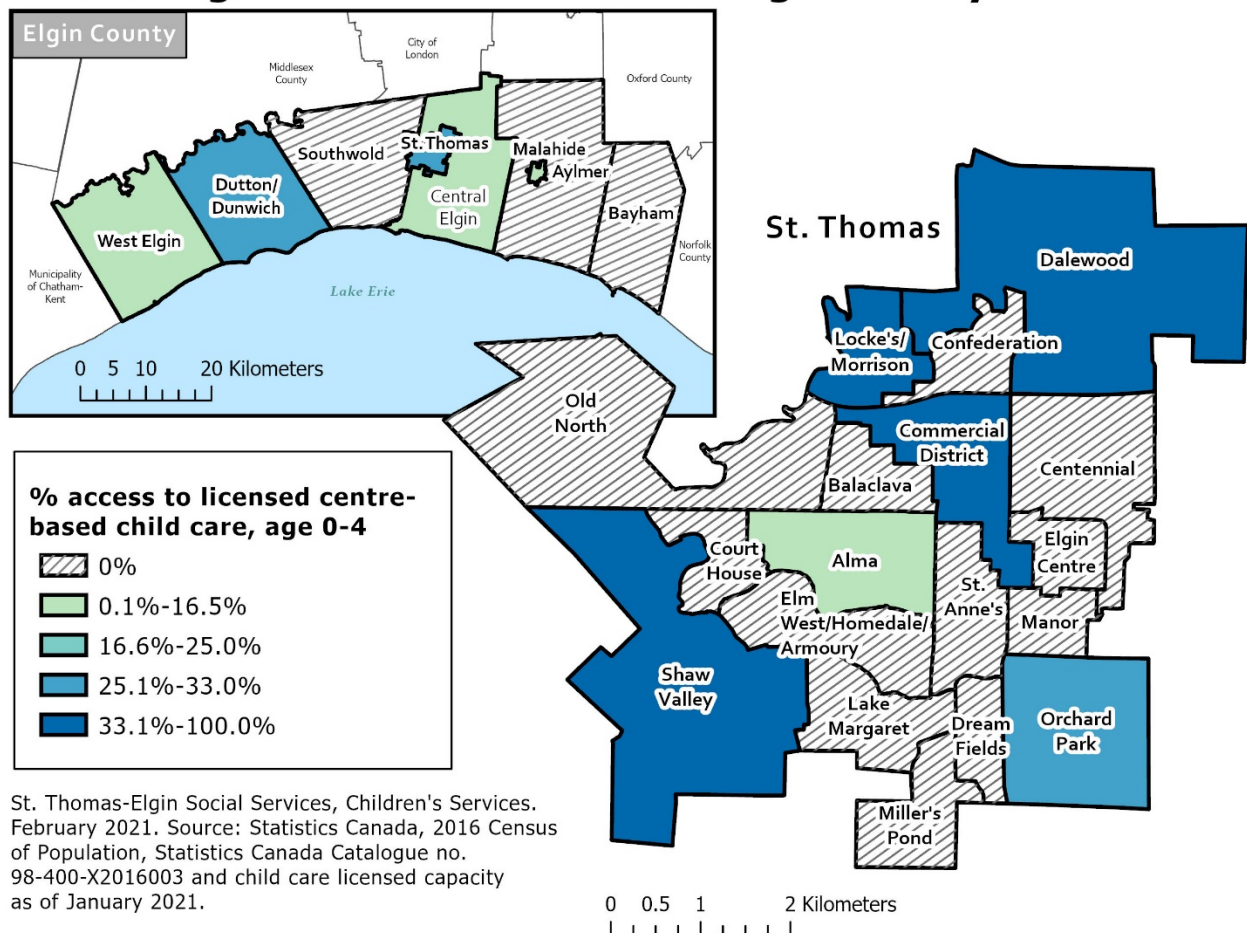 Elgin County
City of
London
Middlesex
County
Oxford County
Southwold
St. Thomas
Malahide
Aylmer
Dutton/
Dunwich
Central
Elgin
Bayham
West Elgin
Norfolk
County
Municipality
of Chatham-
Kent
Lake Erie
0 5 10 20 Kilometers
St. Thomas
Dalewood
Locke's/
Morrison
Confederation
Old
North
Commercial
District
Centennial
Balaclava
Court
House
Alma
Elgin
Centre
St.
Anne's
Elm
West/Homedale/
Armoury
Manor
Shaw
Valley
Lake
Margaret
Dream
Fields
Orchard
Park
Miller's
Pond
% access to licensed centre-
based child care, age 0-4
0%
0.1%-16.5%
16.6%-25.0%
25.1%-33.0%
33.1%-100.0%
St. Thomas-Elgin Social Services, Children's Services.
February 2021. Source: Statistics Canada, 2016 Census
of Population, Statistics Canada Catalogue no.
98-400-X2016003 and child care licensed capacity
as of January 2021.
0 0.5 1 2 Kilometers